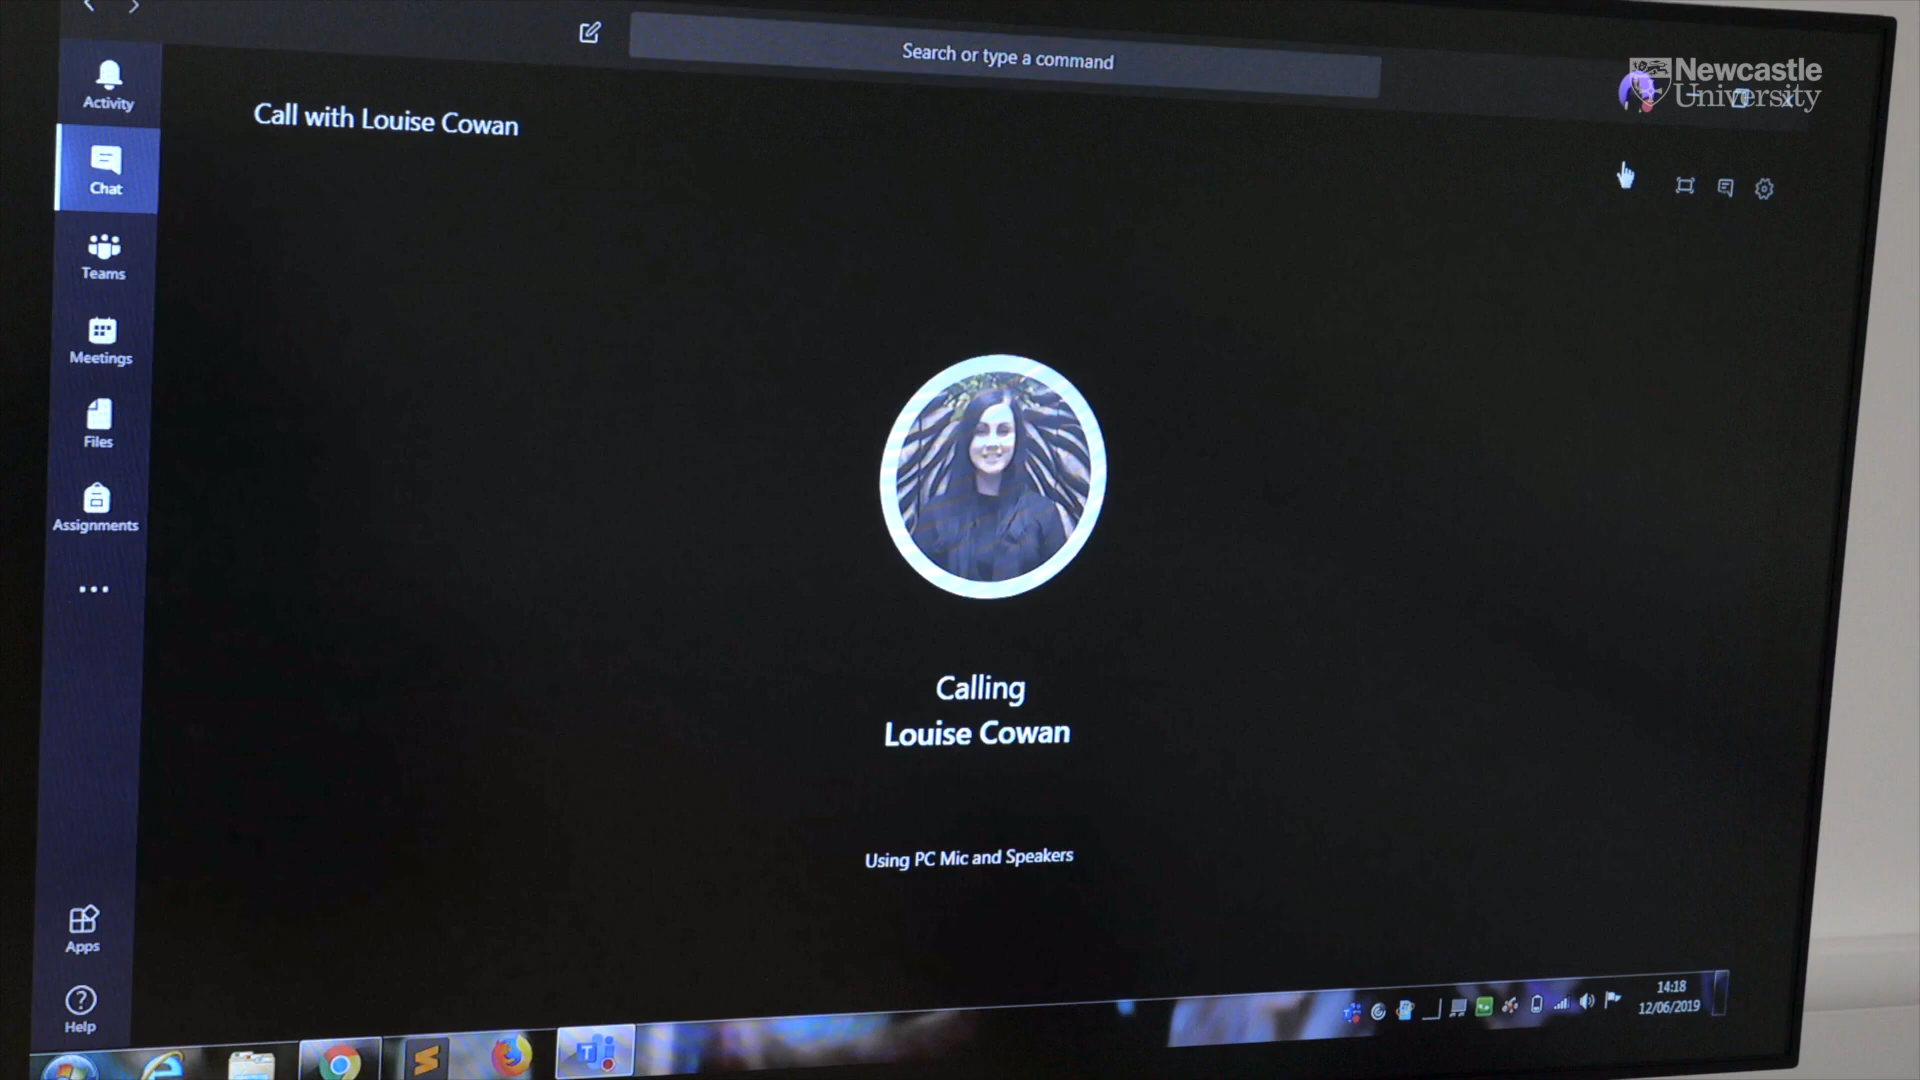 Search or type a command
Newcastle
University
Activity
Call with Louise Cowan
Chat
Teams
Meetings
Files
Assignments
Calling
Louise Cowan
Using PC Mic and Speakers
Apps
Help
14:18
12/06/2019